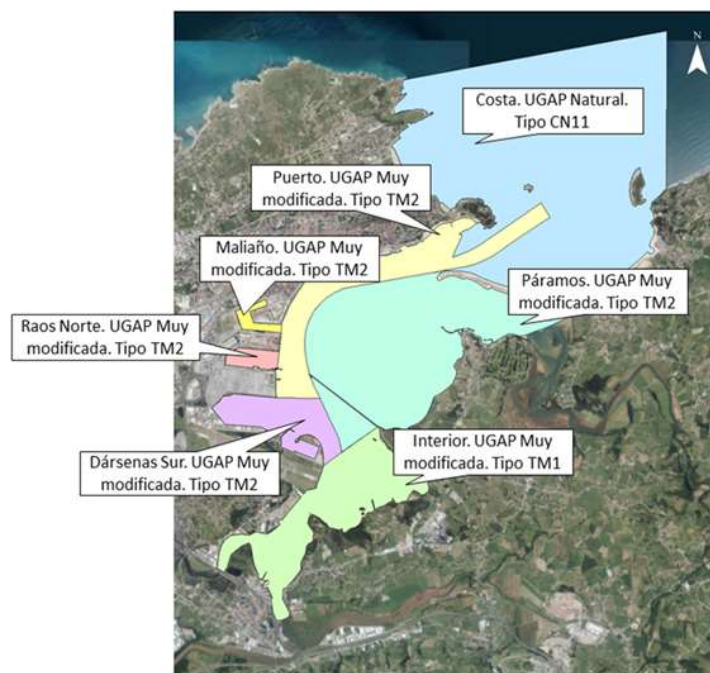 N
Costa. UGAP Natural.
Tipo CN11
Puerto. UGAP Muy
modificada. Tipo TM2
Maliaño. UGAP Muy
modificada. Tipo TM2
Páramos. UGAP Muy
modificada. Tipo TM2
Raos Norte. UGAP Muy
modificada. Tipo TM2
Interior. UGAP Muy
modificada. Tipo TM1
Dársenas Sur. UGAP Muy
modificada. Tipo TM2